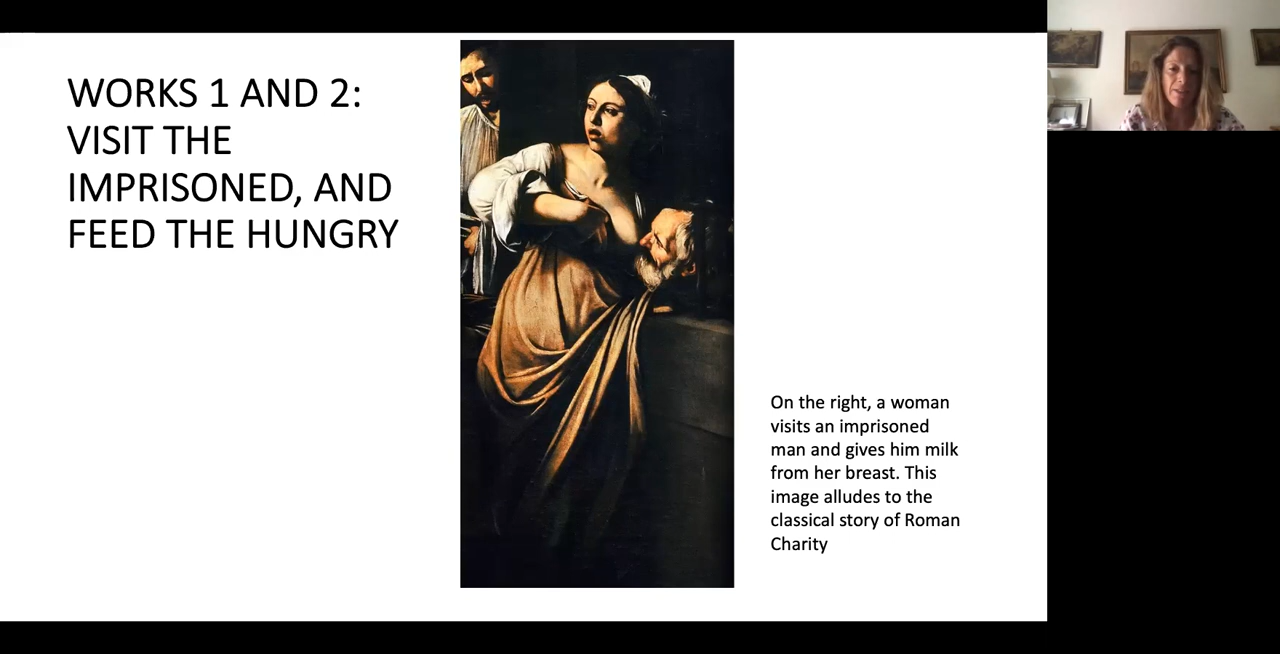 WORKS 1 AND 2:
VISIT THE
IMPRISONED, AND
FEED THE HUNGRY
On the right, a woman
visits an imprisoned
man and gives him milk
from her breast. This
image alludes to the
classical story of Roman
Charity